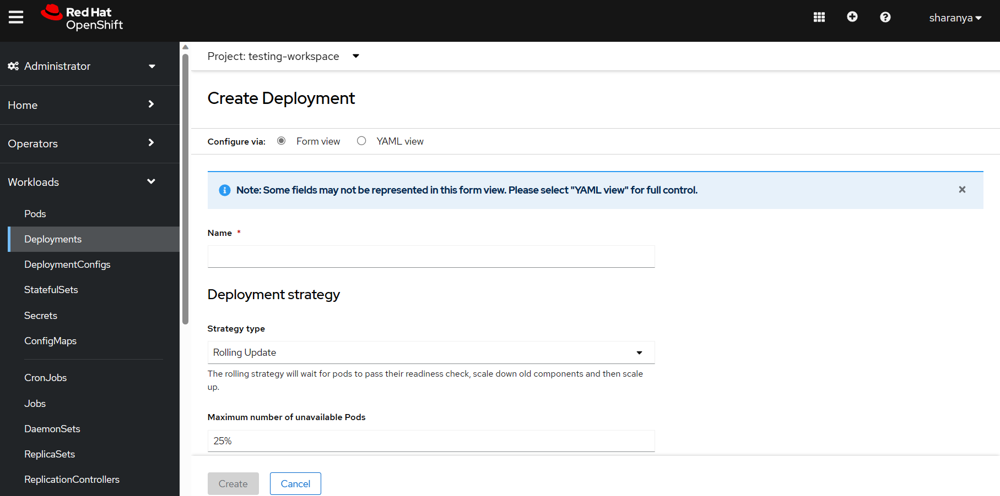 Red Hat
OpenShift
sharanya
Administrator
Home
Operators
Workloads
Pods
Deployments
DeploymentConfigs
StatefulSets
Secrets
ConfigMaps
CronJobs
Jobs
DaemonSets
ReplicaSets
ReplicationControllers
Project: testing-workspace
Create Deployment
Configure via: Form view YAML view
Note: Some fields may not be represented in this form view. Please select "YAML view" for full control.
Name *
Deployment strategy
Strategy type
Rolling Update
The rolling strategy will wait for pods to pass their readiness check, scale down old components and then scale
up.
Maximum number of unavailable Pods
25%
Create Cancel